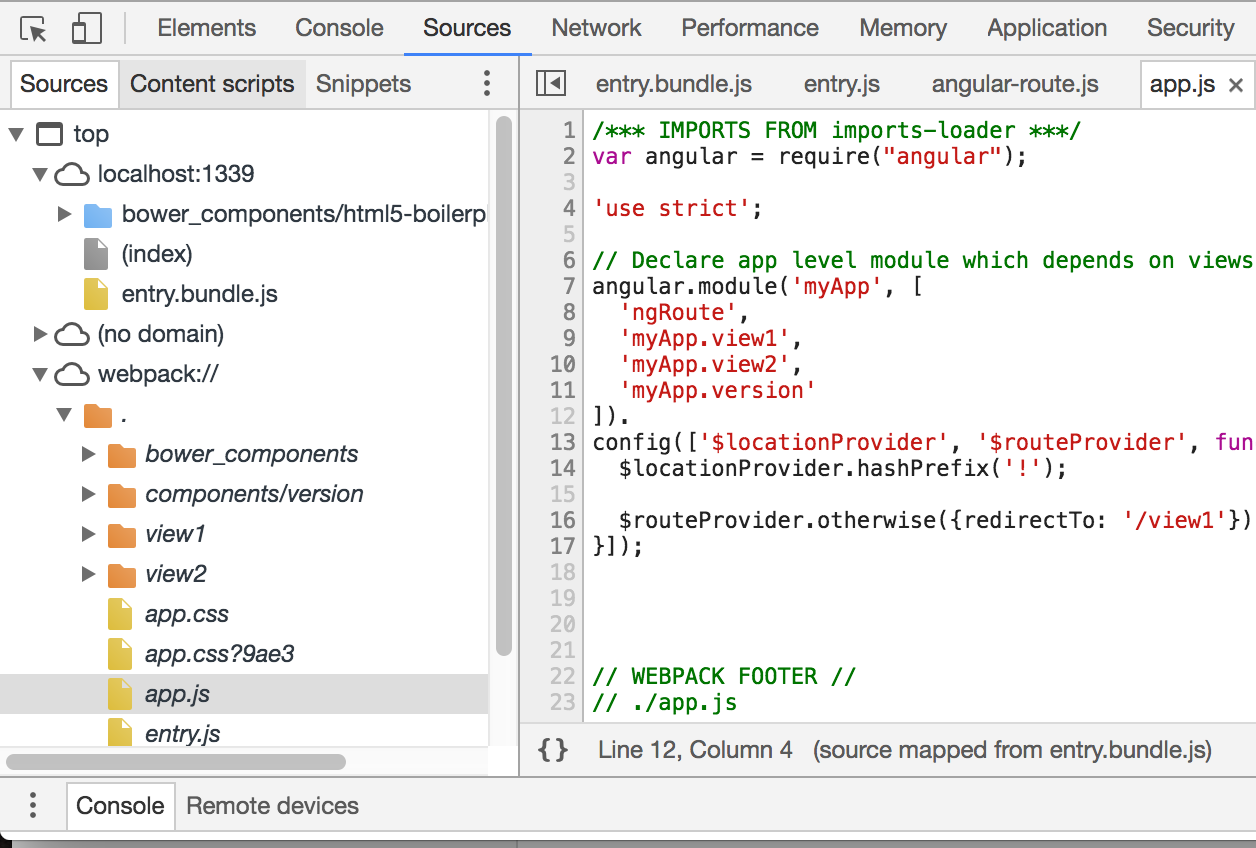 Elements Console Sources Network Performance Memory Application Security
Sources Content scripts Snippets
entry.bundle.js entry.js angular-route.js app.js ×
top
localhost:1339
bower_components/html5-boilerpl
(index)
entry.bundle.js
(no domain)
webpack://
.
bower_components
components/version
view1
view2
app.css
app.css?9ae3
app.js
entry.js
1 /*** IMPORTS FROM imports-loader ***/
2 var angular = require("angular");
3
4 'use strict';
5
6 // Declare app level module which depends on views
7 angular.module('myApp', [
8 'ngRoute',
9 'myApp.view1',
10 'myApp.view2',
11 'myApp.version'
12 ]).
13 config(['$locationProvider', '$routeProvider', fun
14 $locationProvider.hashPrefix('!');
15
16 $routeProvider.otherwise({redirectTo: '/view1'})
17 }]);
18
19
20
21
22 // WEBPACK FOOTER //
23 // ./app.js
{} Line 12, Column 4 (source mapped from entry.bundle.js)
Console Remote devices